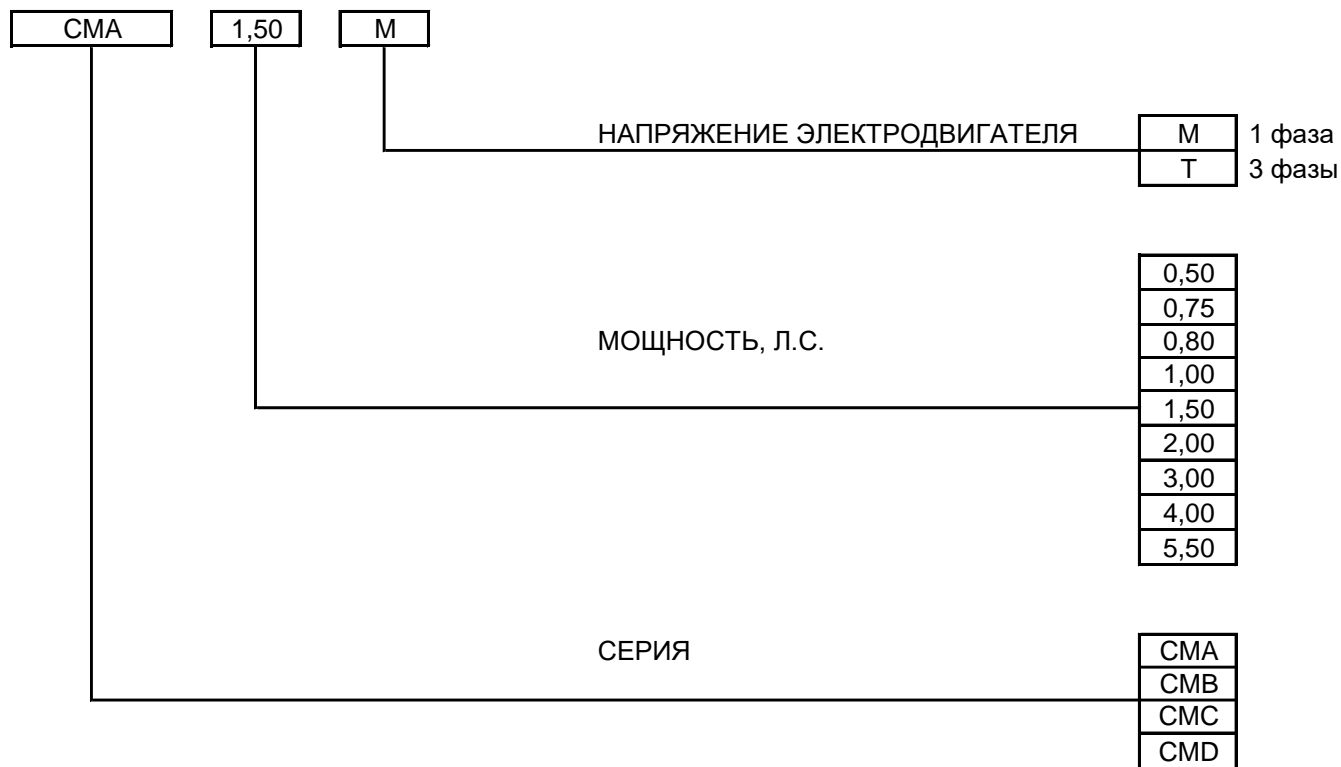 CMA 1,50 M
НАПРЯЖЕНИЕ ЭЛЕКТРОДВИГАТЕЛЯ M 1 фаза
T 3 фазы
0,50
0,75
МОЩНОСТЬ, Л.С. 0,80
1,00
1,50
2,00
3,00
4,00
5,50
СЕРИЯ CMA
CMB
CMC
CMD